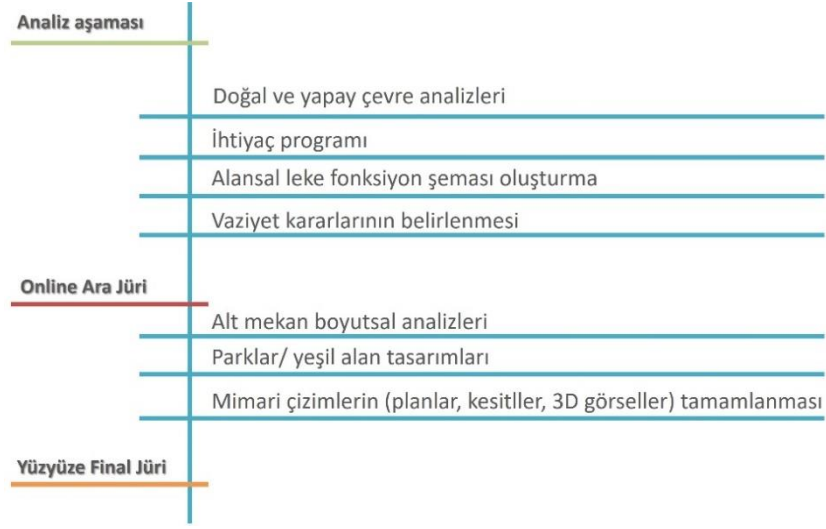 Analiz aşaması
Doğal ve yapay çevre analizleri
İhtiyaç programı
Alansal leke fonksiyon şeması oluşturma
Vaziyet kararlarının belirlenmesi
Online Ara Jüri
Alt mekan boyutsal analizleri
Parklar/ yeşil alan tasarımları
Mimari çizimlerin (planlar, kesitller, 3D görseller) tamamlanması
Yüzyüze Final Jüri